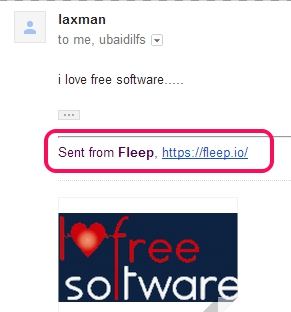 laxman
to me, ubaidilfs
i love free software.....
Sent from Fleep, https://fleep.io/
I free
software